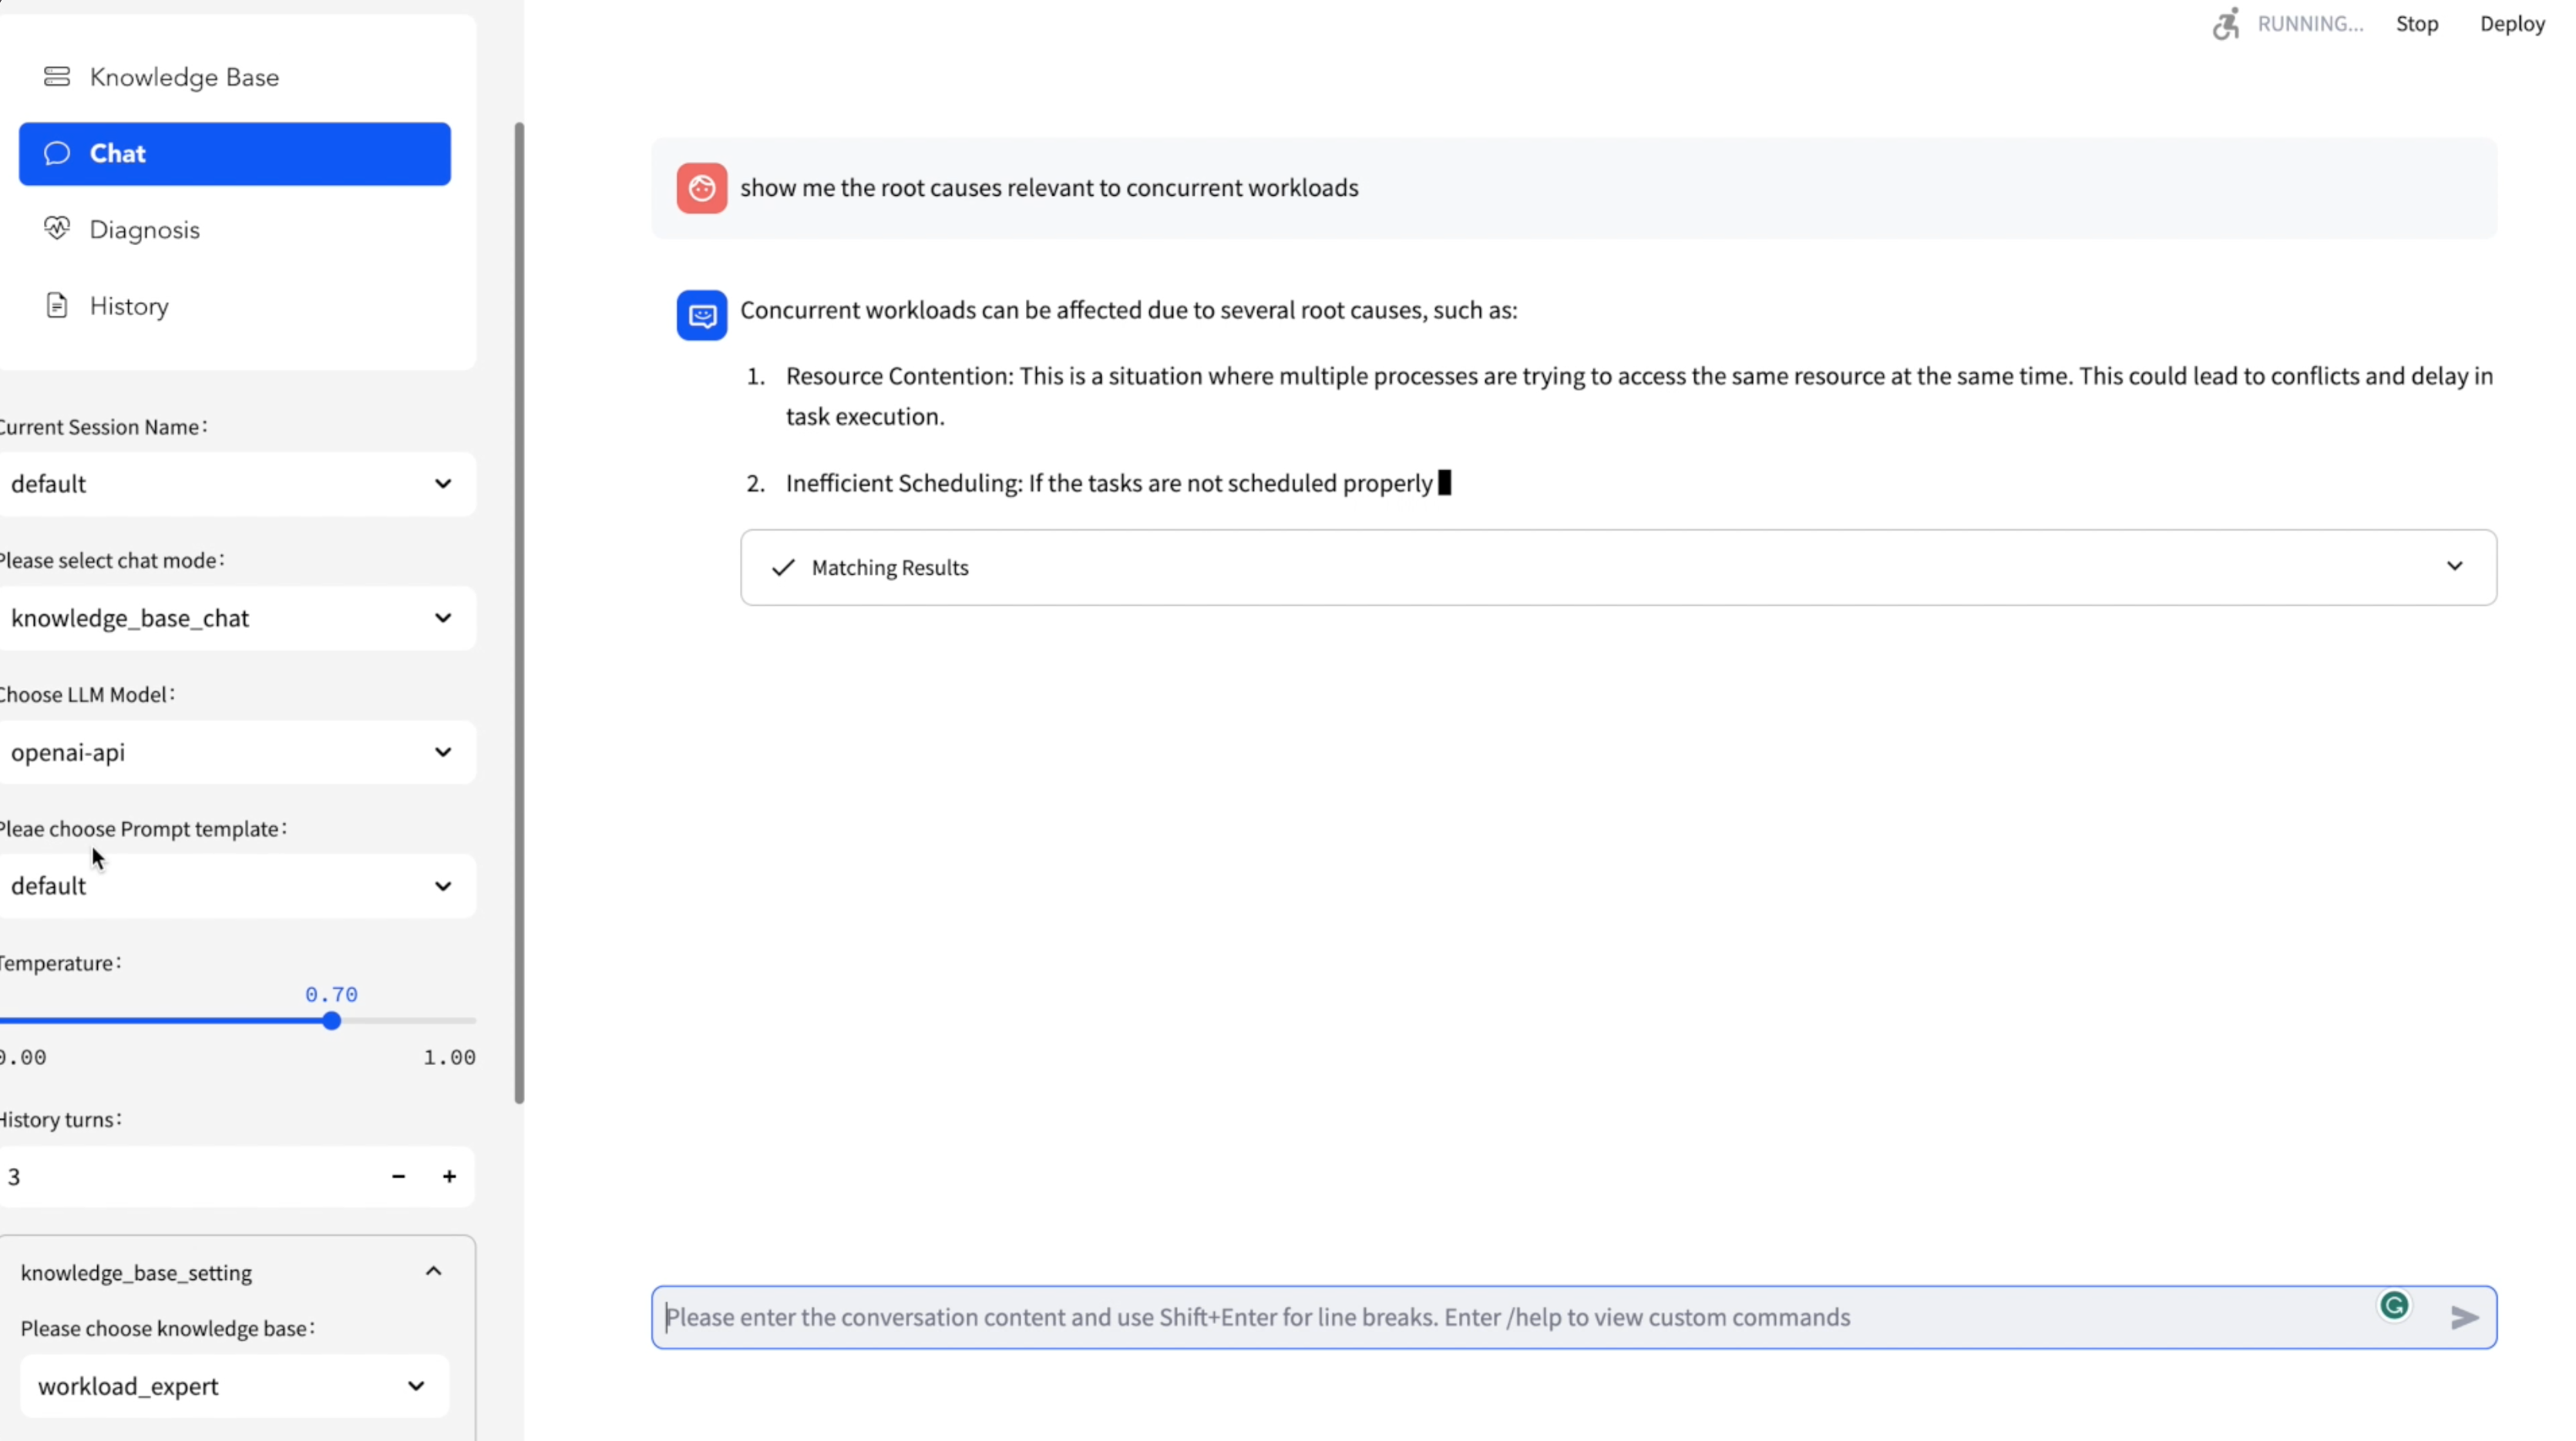 Knowledge Base
Chat
Diagnosis
History
Current Session Name:
default
Please select chat mode:
knowledge_base_chat
Choose LLM Model:
openai-api
Pleae choose Prompt template:
default
Temperature:
0.70
0.00 1.00
History turns:
3 - +
knowledge_base_setting
Please choose knowledge base:
workload_expert
RUNNING... Stop Deploy
show me the root causes relevant to concurrent workloads
Concurrent workloads can be affected due to several root causes, such as:
1. Resource Contention: This is a situation where multiple processes are trying to access the same resource at the same time. This could lead to conflicts and delay in
task execution.
2. Inefficient Scheduling: If the tasks are not scheduled properly
Matching Results
Please enter the conversation content and use Shift+Enter for line breaks. Enter /help to view custom commands